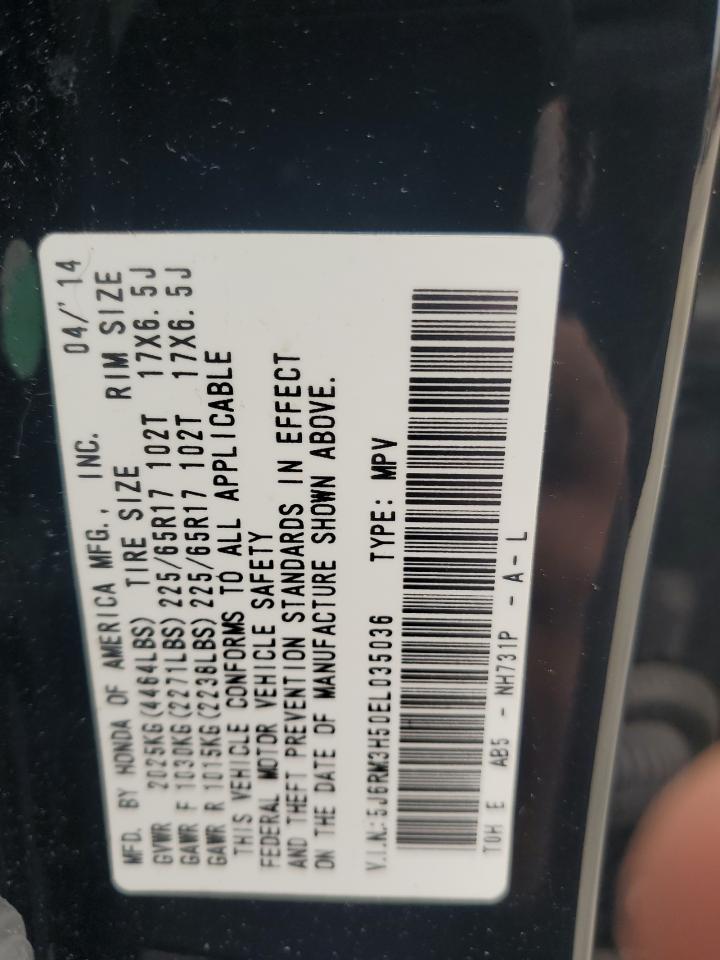 MFD. BY HONDA OF AMERICA MFG., INC. 04/'14
GVWR 2025KG(4464LBS) TIRE SIZE RIM SIZE
GAWR F 1030KG(2271LBS) 225/65R17 102T 17X6.5J
GAWR R 1015KG(2238LBS) 225/65R17 102T 17X6.5J
THIS VEHICLE CONFORMS TO ALL APPLICABLE
FEDERAL MOTOR VEHICLE SAFETY
AND THEFT PREVENTION STANDARDS IN EFFECT
ON THE DATE OF MANUFACTURE SHOWN ABOVE.
V.I.N.: 5J6RM3H50EL035036 TYPE: MPV
T0H E AB5 - NH731P - A - L